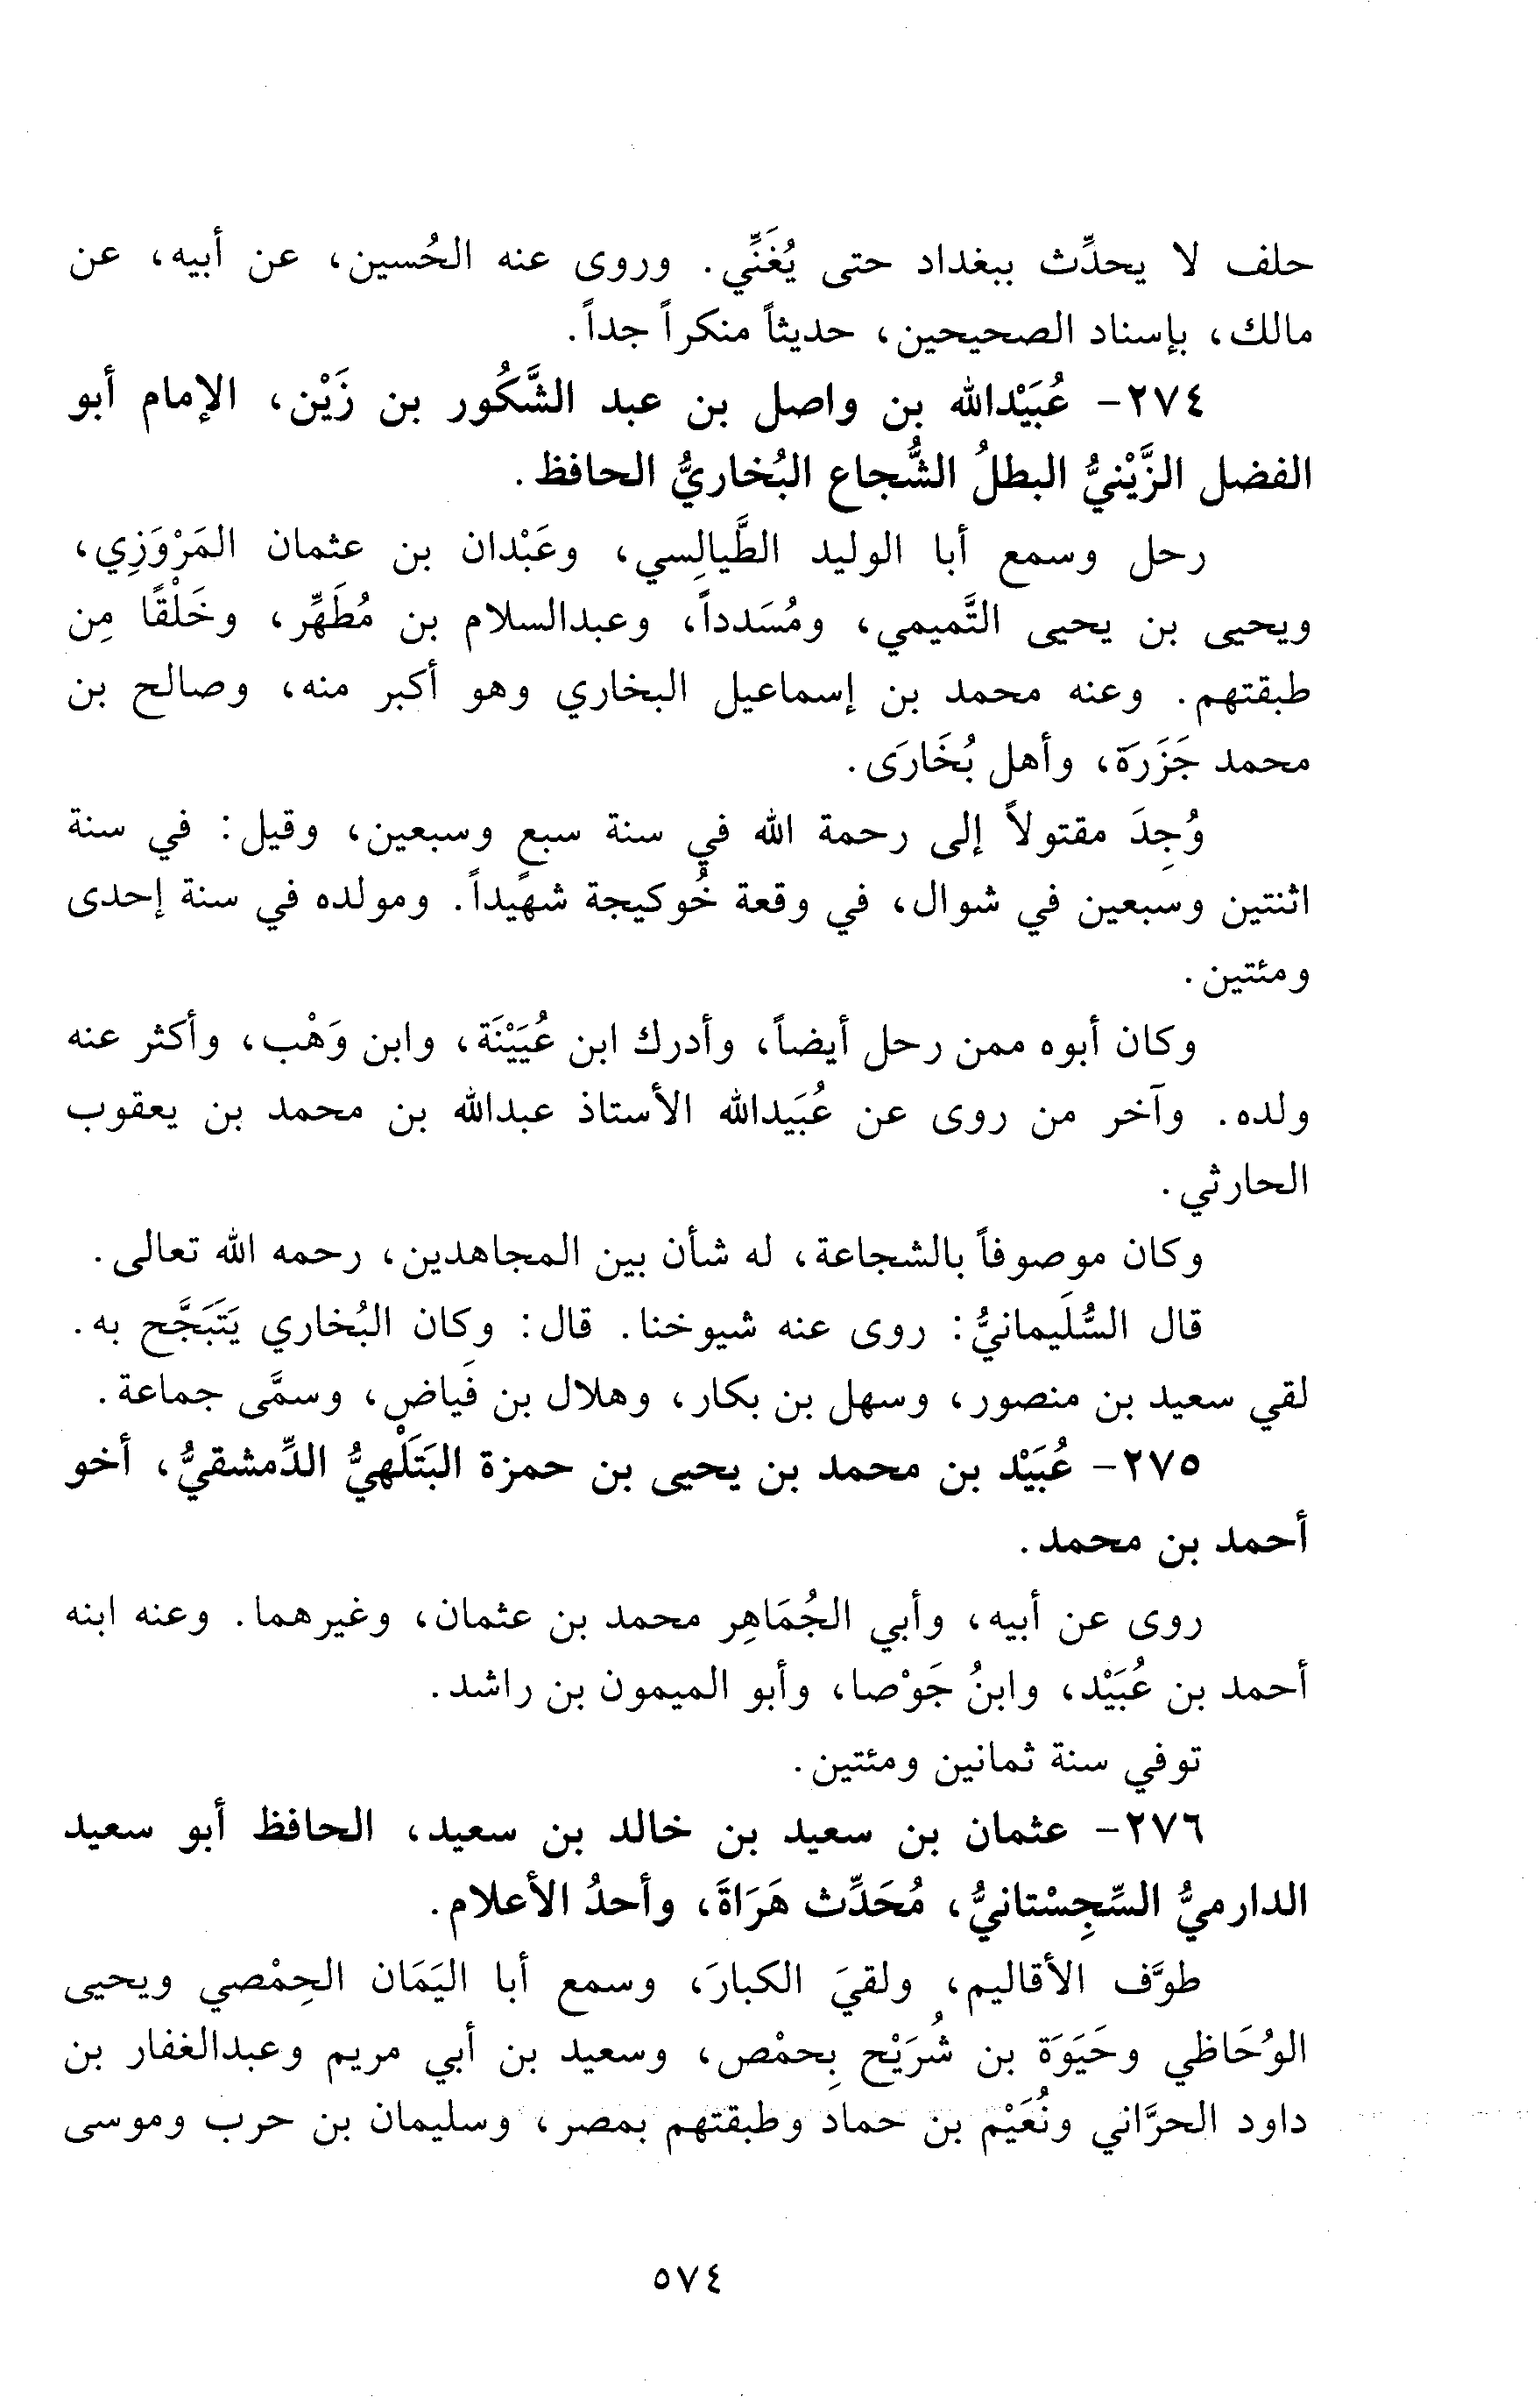 حلف لا يحدِّث ببغداد حتى يُغَنِّي. وروى عنه الحُسين، عن أبيه، عن
مالك، بإسناد الصحيحين، حديثاً منكراً جداً.
٢٧٤- عُبَيْدالله بن واصل بن عبد الشَّكُور بن زَيْن، الإمام أبو
الفضل الزَّيْنيُّ البطلُ الشُّجاع البُخاريُّ الحافظ.
رحل وسمع أبا الوليد الطَّيالِسي، وعَبْدان بن عثمان المَرْوَزِي،
ويحيى بن يحيى التَّميمي، ومُسَدداً، وعبدالسلام بن مُطَهِّر، وخَلْقًا مِن
طبقتهم. وعنه محمد بن إسماعيل البخاري وهو أكبر منه، وصالح بن
محمد جَزَرَة، وأهل بُخَارَى.
وُجِدَ مقتولاً إلى رحمة الله في سنة سبعٍ وسبعين، وقيل: في سنة
اثنتين وسبعين في شوال، في وقعة خُوكيجة شهيداً. ومولده في سنة إحدى
ومئتين.
وكان أبوه ممن رحل أيضاً، وأدرك ابن عُيَيْنَة، وابن وَهْب، وأكثر عنه
ولده. وآخر من روى عن عُبَيدالله الأستاذ عبدالله بن محمد بن يعقوب
الحارثي.
وكان موصوفاً بالشجاعة، له شأن بين المجاهدين، رحمه الله تعالى.
قال السُّلَيمانيُّ: روى عنه شيوخنا. قال: وكان البُخاري يَتَبَجَّح به.
لقي سعيد بن منصور، وسهل بن بكار، وهلال بن فَياض، وسمَّى جماعة.
٢٧٥- عُبَيْد بن محمد بن يحيى بن حمزة البَتَلْهيُّ الدِّمشقيُّ، أخو
أحمد بن محمد.
روى عن أبيه، وأبي الجُمَاهِر محمد بن عثمان، وغيرهما. وعنه ابنه
أحمد بن عُبَيْد، وابنُ جَوْصا، وأبو الميمون بن راشد.
توفي سنة ثمانين ومئتين.
٢٧٦- عثمان بن سعيد بن خالد بن سعيد، الحافظ أبو سعيد
الدارميُّ السِّجِسْتانيُّ، مُحَدِّث هَرَاةَ، وأحدُ الأعلام.
طوَّف الأقاليم، ولقيَ الكبارَ، وسمع أبا اليَمَان الحِمْصي ويحيى
الوُحَاظي وحَيَوَة بن شُرَيْح بِحمْص، وسعيد بن أبي مريم وعبدالغفار بن
داود الحرَّاني ونُعَيْم بن حماد وطبقتهم بمصر، وسليمان بن حرب وموسى
٥٧٤